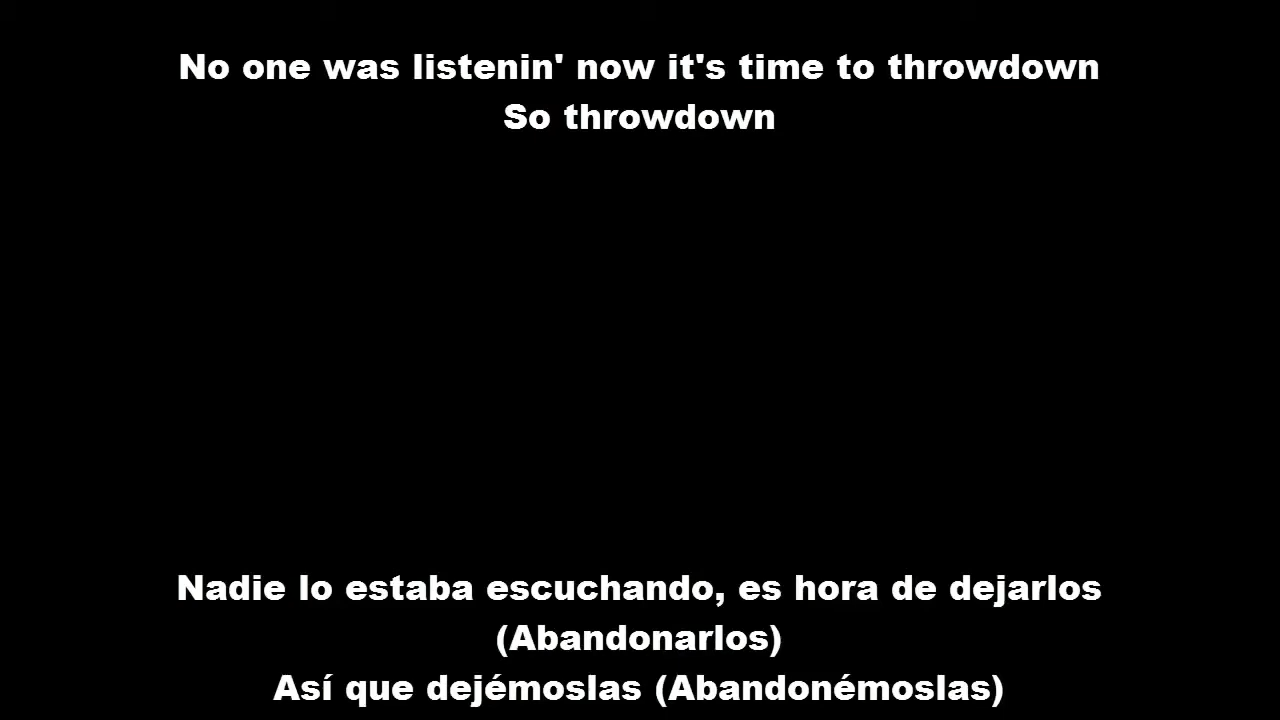 No one was listenin' now it's time to throwdown
So throwdown
Nadie lo estaba escuchando, es hora de dejarlos
(Abandonarlos)
Así que dejémoslas (Abandonémoslas)